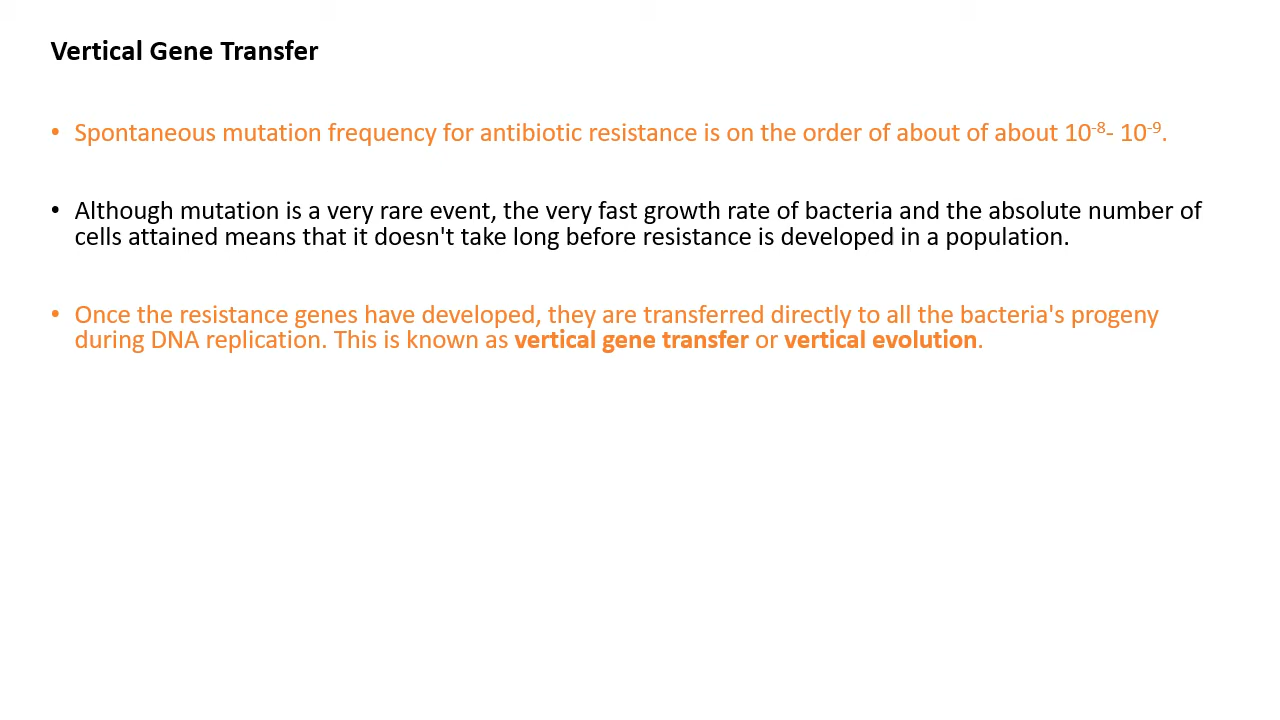 Vertical Gene Transfer
• Spontaneous mutation frequency for antibiotic resistance is on the order of about of about 10⁻⁸- 10⁻⁹.
• Although mutation is a very rare event, the very fast growth rate of bacteria and the absolute number of
cells attained means that it doesn't take long before resistance is developed in a population.
• Once the resistance genes have developed, they are transferred directly to all the bacteria's progeny
during DNA replication. This is known as vertical gene transfer or vertical evolution.